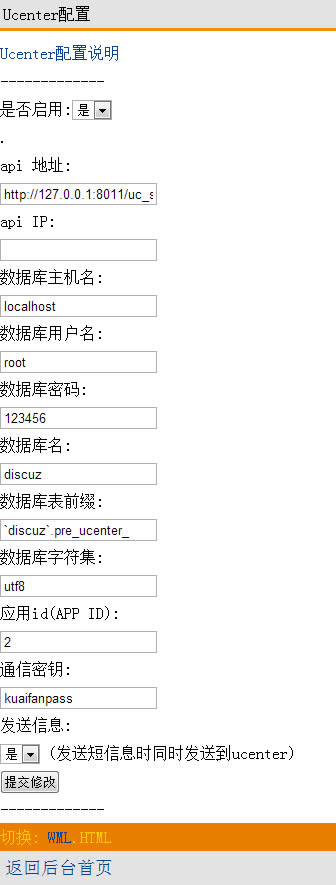 Ucenter配置
Ucenter配置说明
-------------
是否启用: 是
.
api 地址:
http://127.0.0.1:8011/uc_s
api IP:
数据库主机名:
localhost
数据库用户名:
root
数据库密码:
123456
数据库名:
discuz
数据库表前缀:
`discuz`.pre_ucenter_
数据库字符集:
utf8
应用id(APP ID):
2
通信密钥:
kuaifanpass
发送信息:
是 (发送短信息时同时发送到ucenter)
提交修改
-------------
切换: WML.HTML
返回后台首页